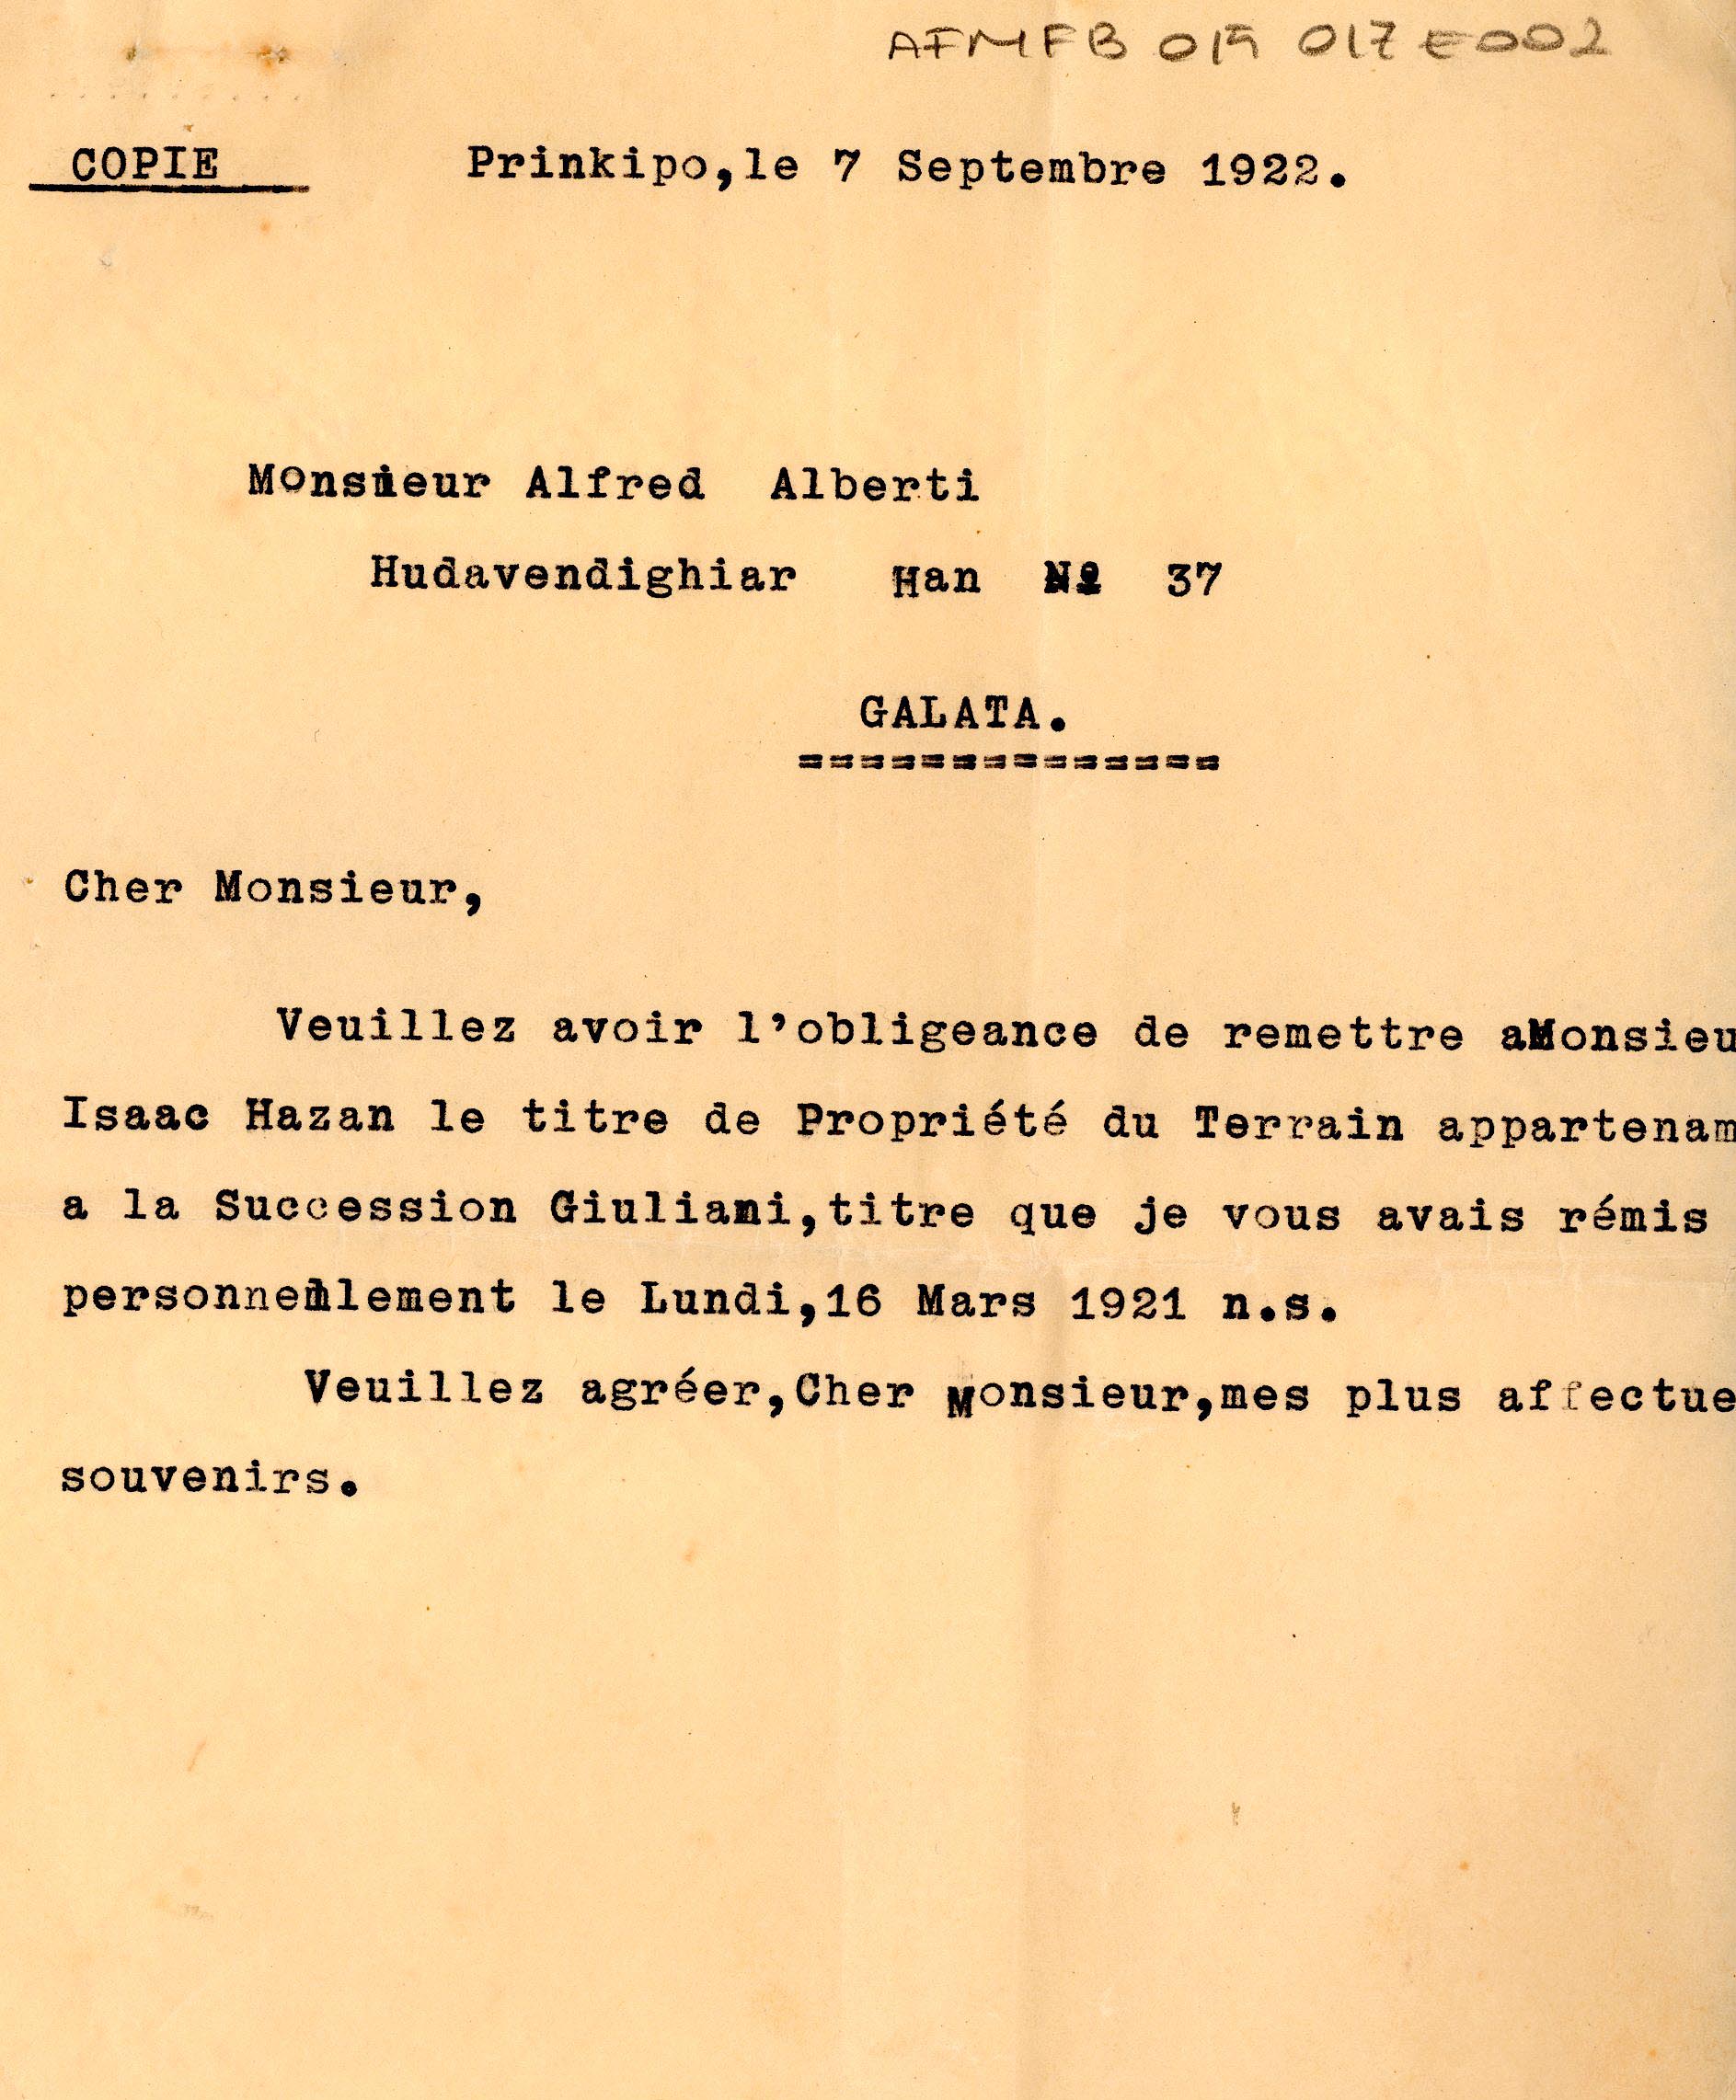 AFMFB 019 017 E002
COPIE Prinkipo,le 7 Septembre 1922.
Monsieur Alfred Alberti
Hudavendighiar Han Nº 37
GALATA.
==============
Cher Monsieur,
Veuillez avoir l'obligeance de remettre aMonsieu
Isaac Hazan le titre de Propriété du Terrain appartenam
a la Succession Giuliani,titre que je vous avais rémis
personnellement le Lundi,16 Mars 1921 n.s.
Veuillez agréer,Cher Monsieur,mes plus affectue
souvenirs.